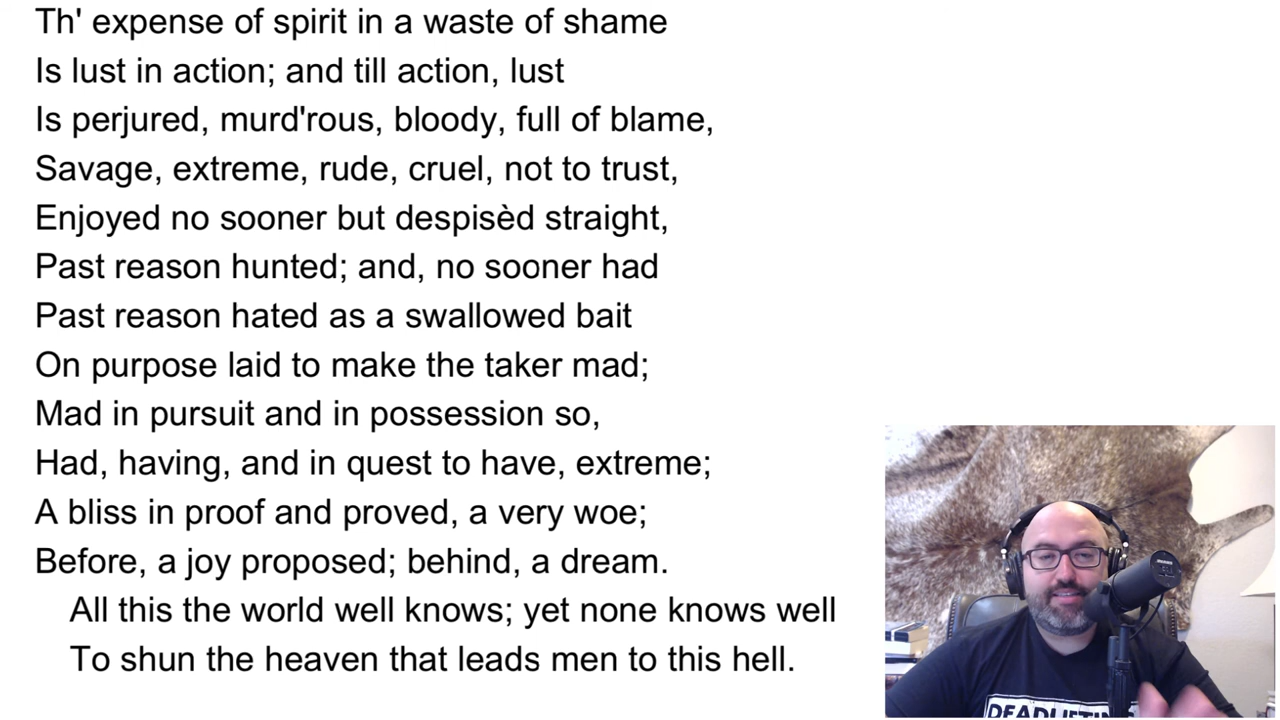 Th' expense of spirit in a waste of shame
Is lust in action; and till action, lust
Is perjured, murd'rous, bloody, full of blame,
Savage, extreme, rude, cruel, not to trust,
Enjoyed no sooner but despisèd straight,
Past reason hunted; and, no sooner had
Past reason hated as a swallowed bait
On purpose laid to make the taker mad;
Mad in pursuit and in possession so,
Had, having, and in quest to have, extreme;
A bliss in proof and proved, a very woe;
Before, a joy proposed; behind, a dream.
All this the world well knows; yet none knows well
To shun the heaven that leads men to this hell.